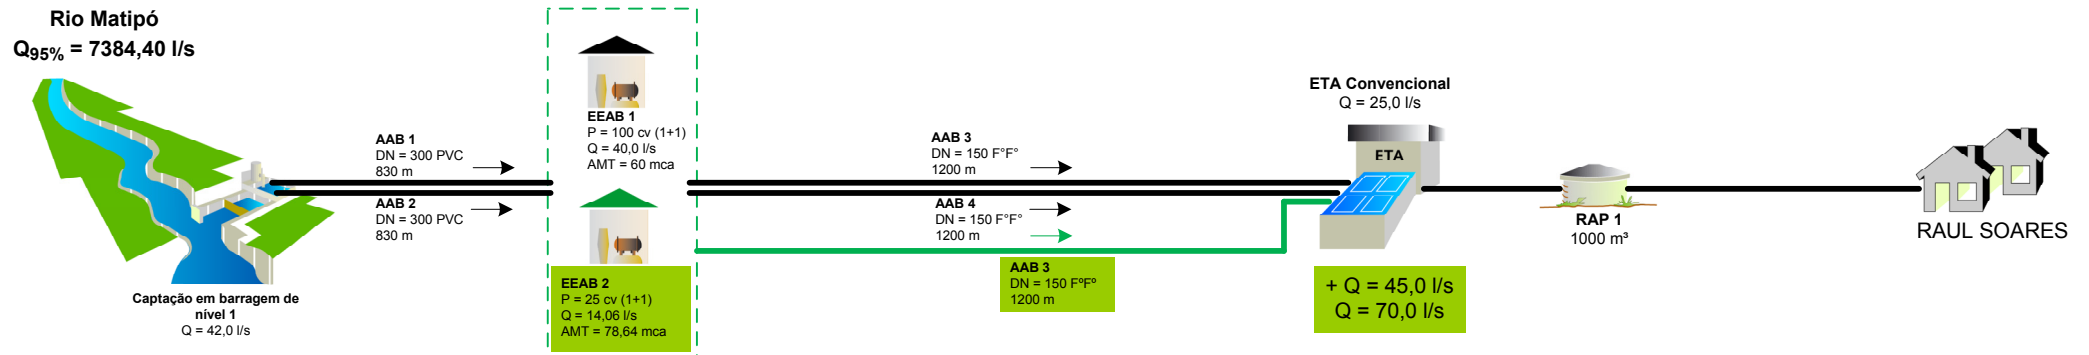 Rio Matipó
Q95% = 7384,40 l/s
Captação em barragem de
nível 1
Q = 42,0 l/s
AAB 1
DN = 300 PVC
830 m
AAB 2
DN = 300 PVC
830 m
EEAB 1
P = 100 cv (1+1)
Q = 40,0 l/s
AMT = 60 mca
EEAB 2
P = 25 cv (1+1)
Q = 14,06 l/s
AMT = 78,64 mca
AAB 3
DN = 150 F°F°
1200 m
AAB 4
DN = 150 F°F°
1200 m
AAB 3
DN = 150 FºFº
1200 m
ETA Convencional
Q = 25,0 l/s
ETA
+ Q = 45,0 l/s
Q = 70,0 l/s
RAP 1
1000 m³
RAUL SOARES